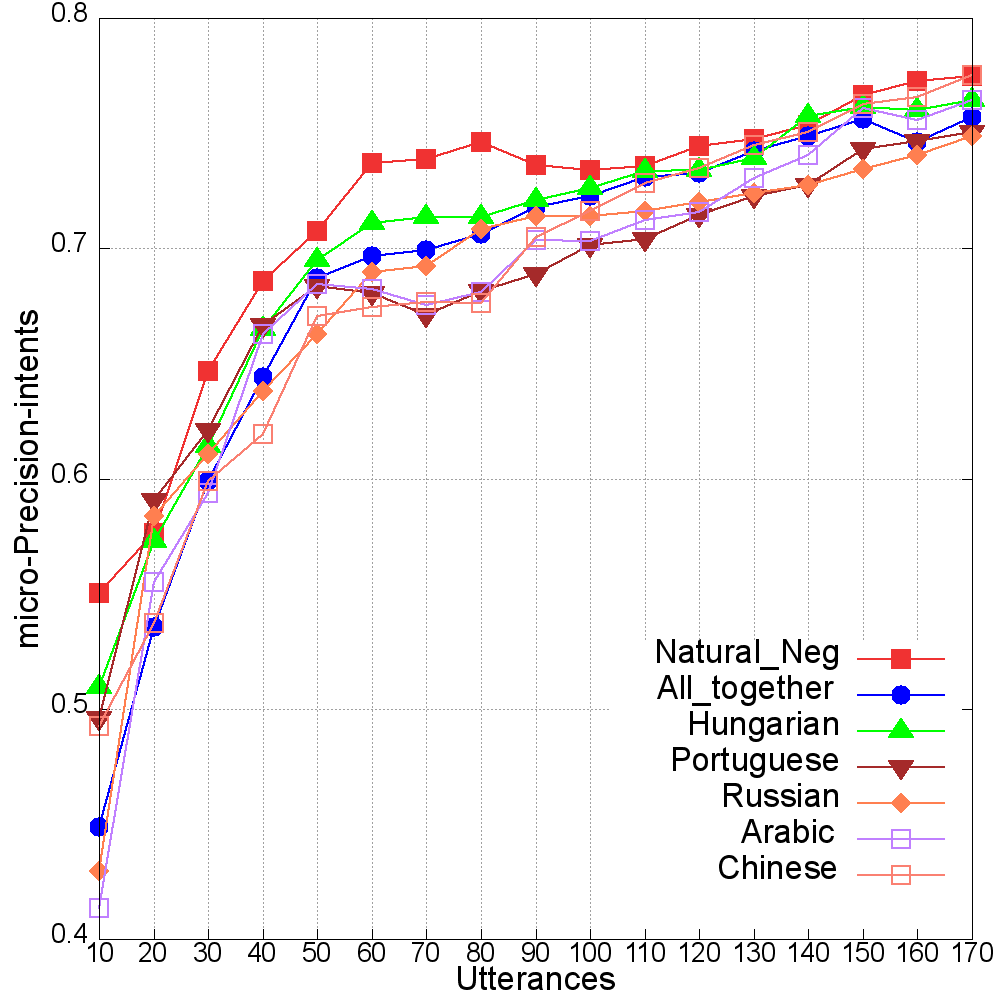 0.8
0.7
0.6
0.5
0.4
micro-Precision-intents
Natural_Neg
All_together
Hungarian
Portuguese
Russian
Arabic
Chinese
10 20 30 40 50 60 70 80 90 100 110 120 130 140 150 160 170
Utterances